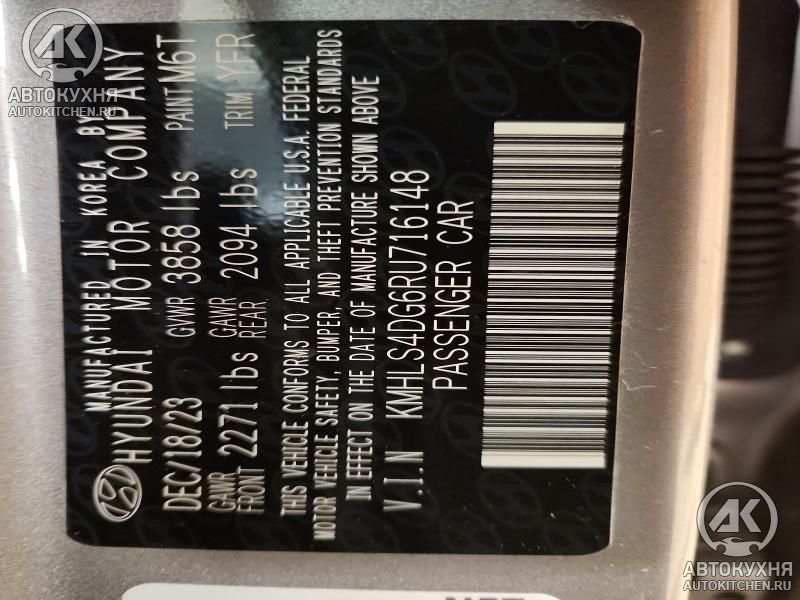 MANUFACTURED IN KOREA BY
HYUNDAI MOTOR COMPANY
DEC/18/23 GVWR 3858 lbs PAINT M6T
GAWR FRONT 2271 lbs GAWR REAR 2094 lbs TRIM YFR
THIS VEHICLE CONFORMS TO ALL APPLICABLE U.S.A. FEDERAL
MOTOR VEHICLE SAFETY, BUMPER, AND THEFT PREVENTION STANDARDS
IN EFFECT ON THE DATE OF MANUFACTURE SHOWN ABOVE
V.I.N KMHLS4DG6RU716148
PASSENGER CAR
АК
АВТОКУХНЯ
AUTOKITCHEN.RU
АК
АВТОКУХНЯ
AUTOKITCHEN.RU